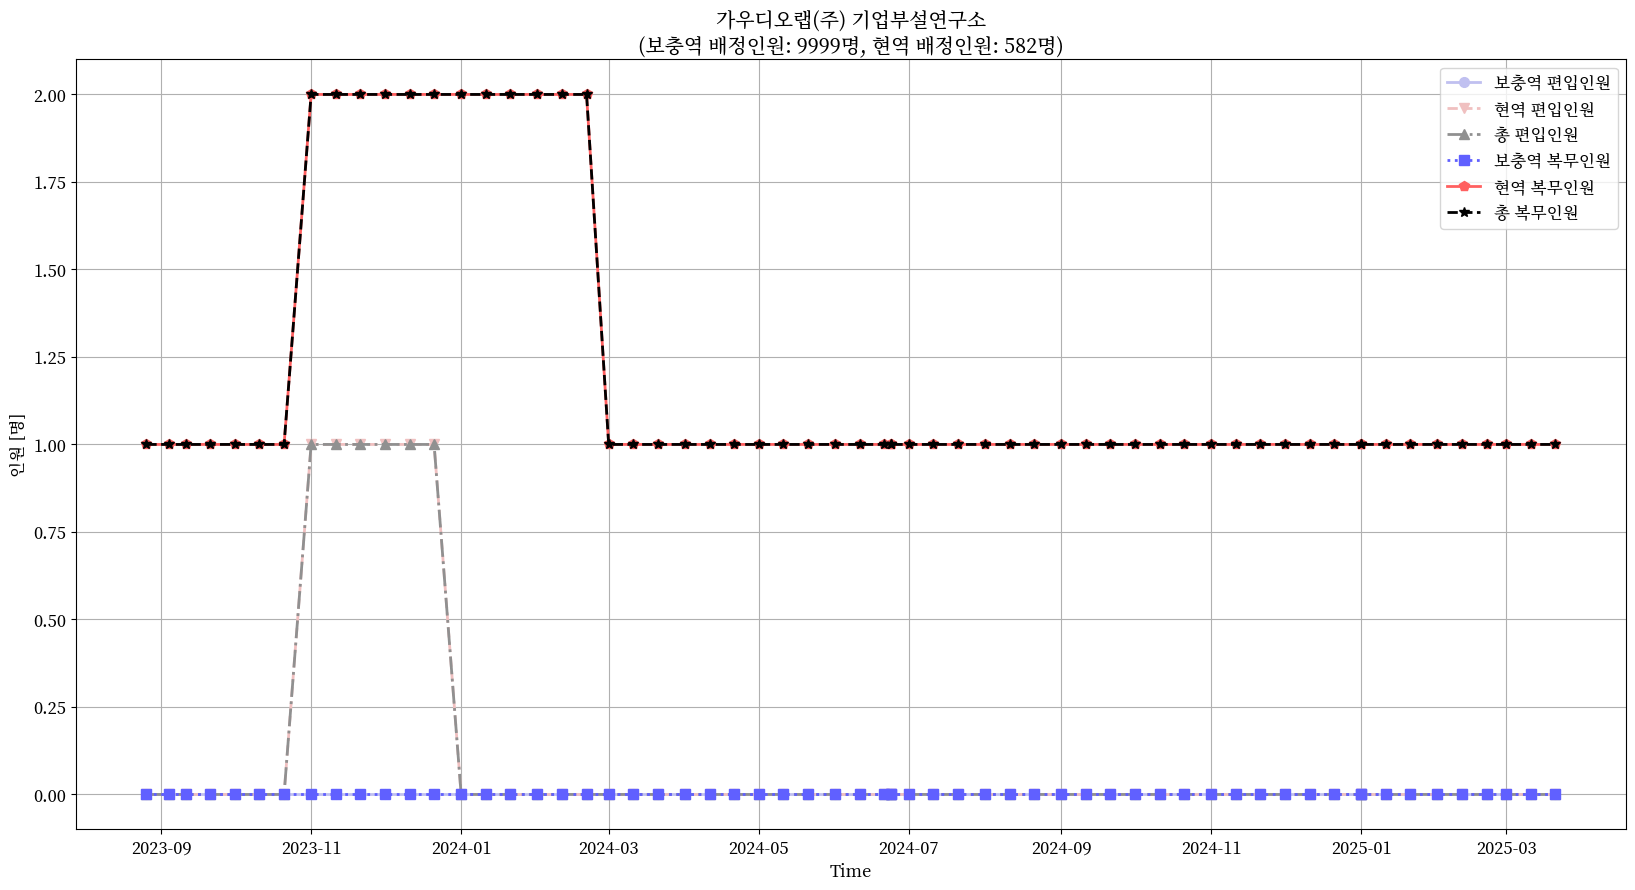 가우디오랩(주) 기업부설연구소
(보충역 배정인원: 9999명, 현역 배정인원: 582명)
보충역 편입인원
현역 편입인원
총 편입인원
보충역 복무인원
현역 복무인원
총 복무인원
2.00
1.75
1.50
1.25
1.00
0.75
0.50
0.25
0.00
인원 [명]
2023-09
2023-11
2024-01
2024-03
2024-05
2024-07
2024-09
2024-11
2025-01
2025-03
Time